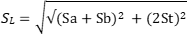 S_L = √√(Sa + Sb)² + (2St)²